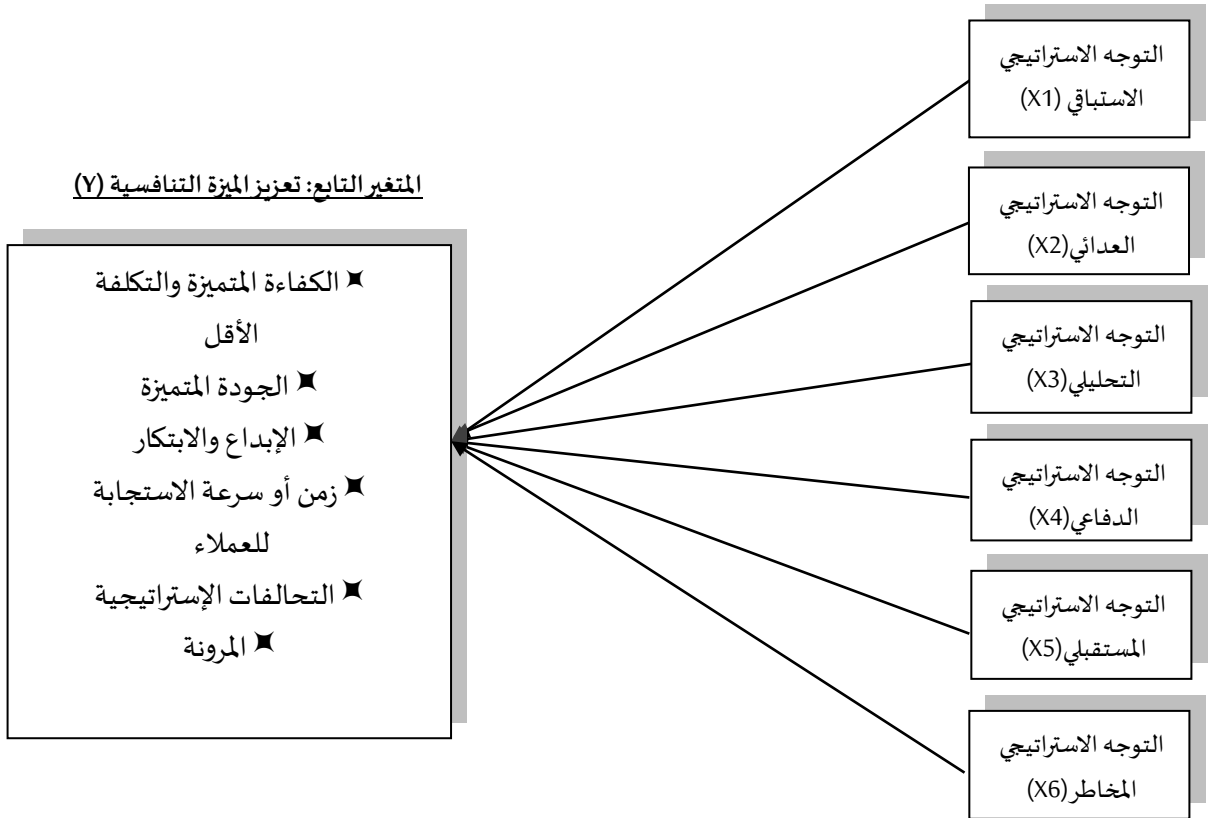 التوجه الاستراتيجي
الاستباقي (X1)
التوجه الاستراتيجي
العدائي(X2)
التوجه الاستراتيجي
التحليلي(X3)
التوجه الاستراتيجي
الدفاعي(X4)
التوجه الاستراتيجي
المستقبلي(X5)
التوجه الاستراتيجي
المخاطر(X6)
المتغير التابع: تعزيز الميزة التنافسية (Y)
الكفاءة المتميزة والتكلفة
الأقل
الجودة المتميزة
الإبداع والابتكار
زمن أو سرعة الاستجابة
للعملاء
التحالفات الإستراتيجية
المرونة